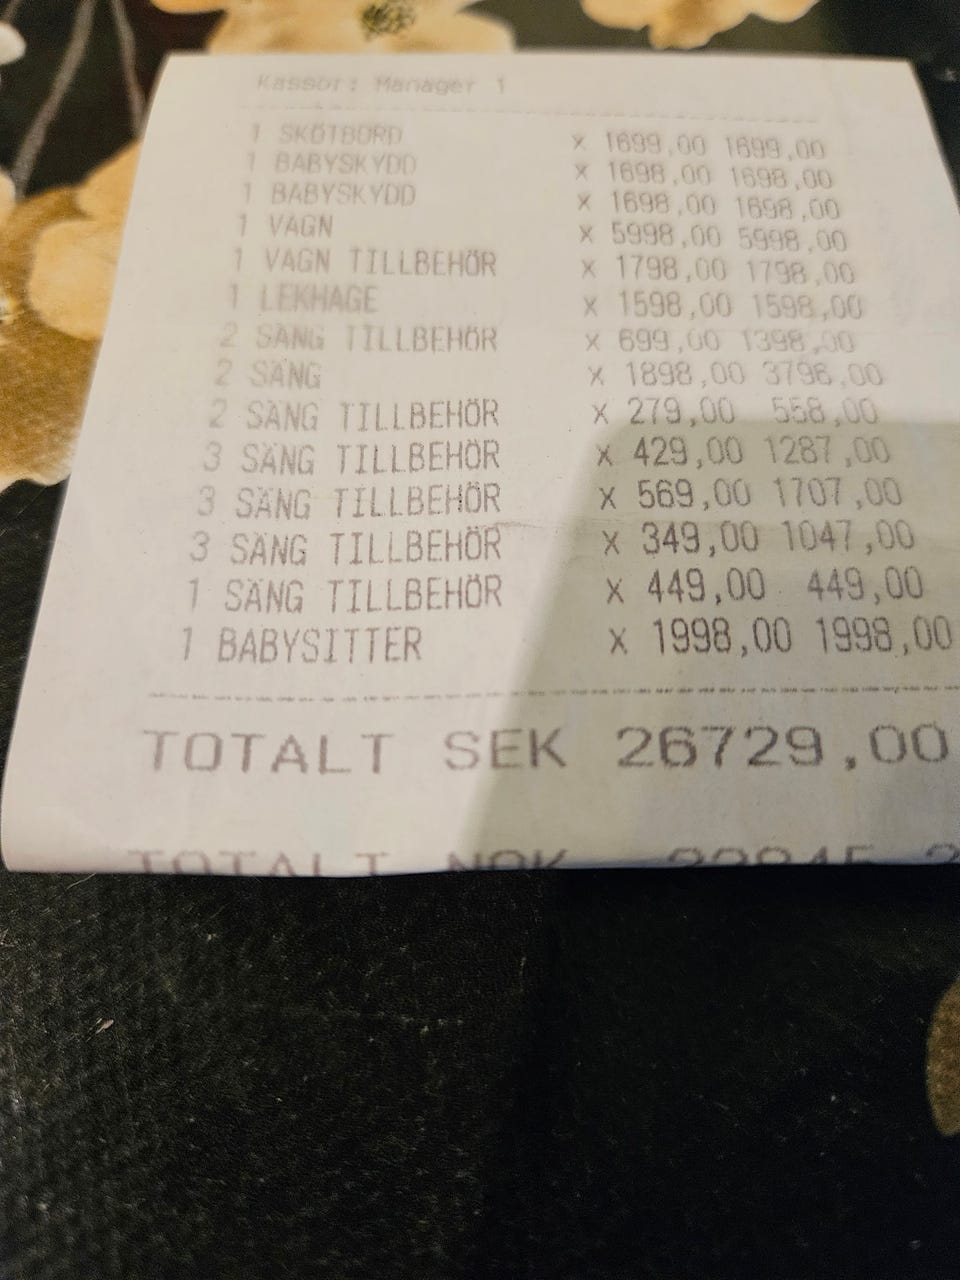 Kassör: Manager 1
1 SKÖTBORD x 1699,00 1699,00
1 BABYSKYDD x 1698,00 1698,00
1 BABYSKYDD x 1698,00 1698,00
1 VAGN x 5998,00 5998,00
1 VAGN TILLBEHÖR x 1798,00 1798,00
1 LEKHAGE x 1598,00 1598,00
2 SÄNG TILLBEHÖR x 699,00 1398,00
2 SÄNG x 1898,00 3796,00
2 SÄNG TILLBEHÖR x 279,00 558,00
3 SÄNG TILLBEHÖR x 429,00 1287,00
3 SÄNG TILLBEHÖR x 569,00 1707,00
3 SÄNG TILLBEHÖR x 349,00 1047,00
1 SÄNG TILLBEHÖR x 449,00 449,00
1 BABYSITTER x 1998,00 1998,00
TOTALT SEK 26729,00
TOTALT NOK